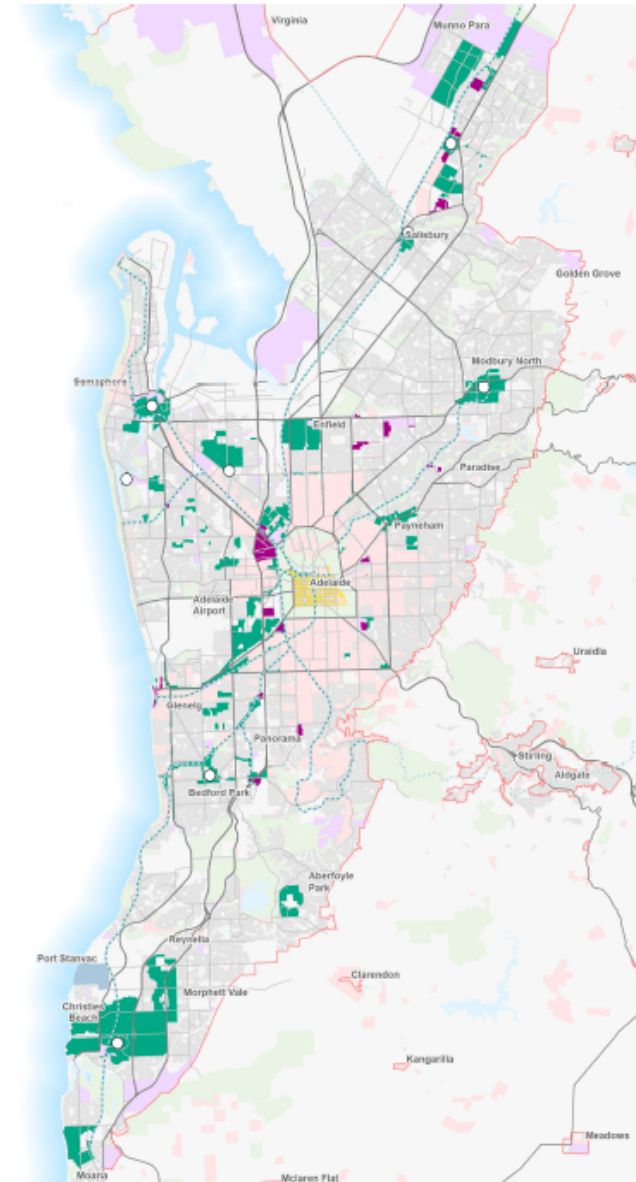 Virginia
Munno Para
Salisbury
Golden Grove
Modbury North
Semaphore
Enfield
Paradise
Payneham
Adelaide
Adelaide
Airport
Uraidla
Glenelg
Panorama
Stirling
Aldgate
Bedford Park
Aberfoyle
Park
Reynella
Port Stanvac
Clarendon
Morphett Vale
Christies
Beach
Kangarilla
Meadows
Moana
Mclaren Flat